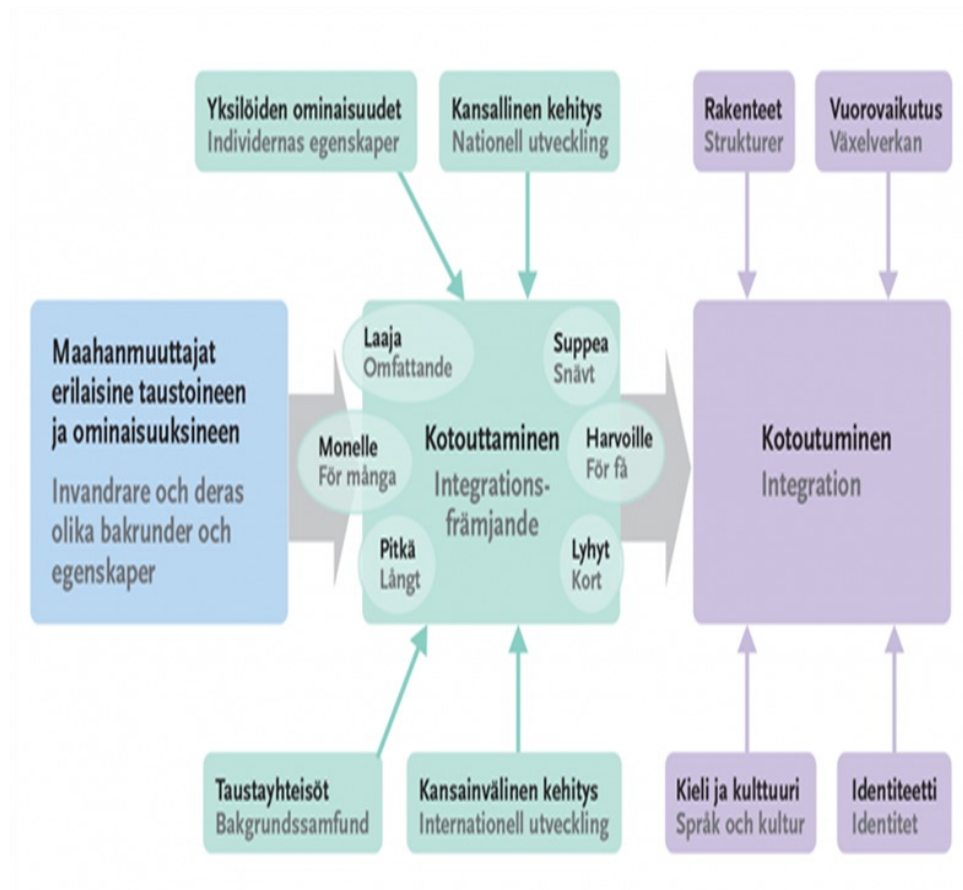 Yksilöiden ominaisuudet
Individernas egenskaper
Kansallinen kehitys
Nationell utveckling
Rakenteet
Strukturer
Vuorovaikutus
Växelverkan
Maahanmuuttajat
erilaisine taustoineen
ja ominaisuuksineen
Invandrare och deras
olika bakrunder och
egenskaper
Laaja
Omfattande
Suppea
Snävt
Monelle
För många
Kotouttaminen
Integrations-
främjande
Harvoille
För få
Pitkä
Långt
Lyhyt
Kort
Kotoutuminen
Integration
Taustayhteisöt
Bakgrundssamfund
Kansainvälinen kehitys
Internationell utveckling
Kieli ja kulttuuri
Språk och kultur
Identiteetti
Identitet